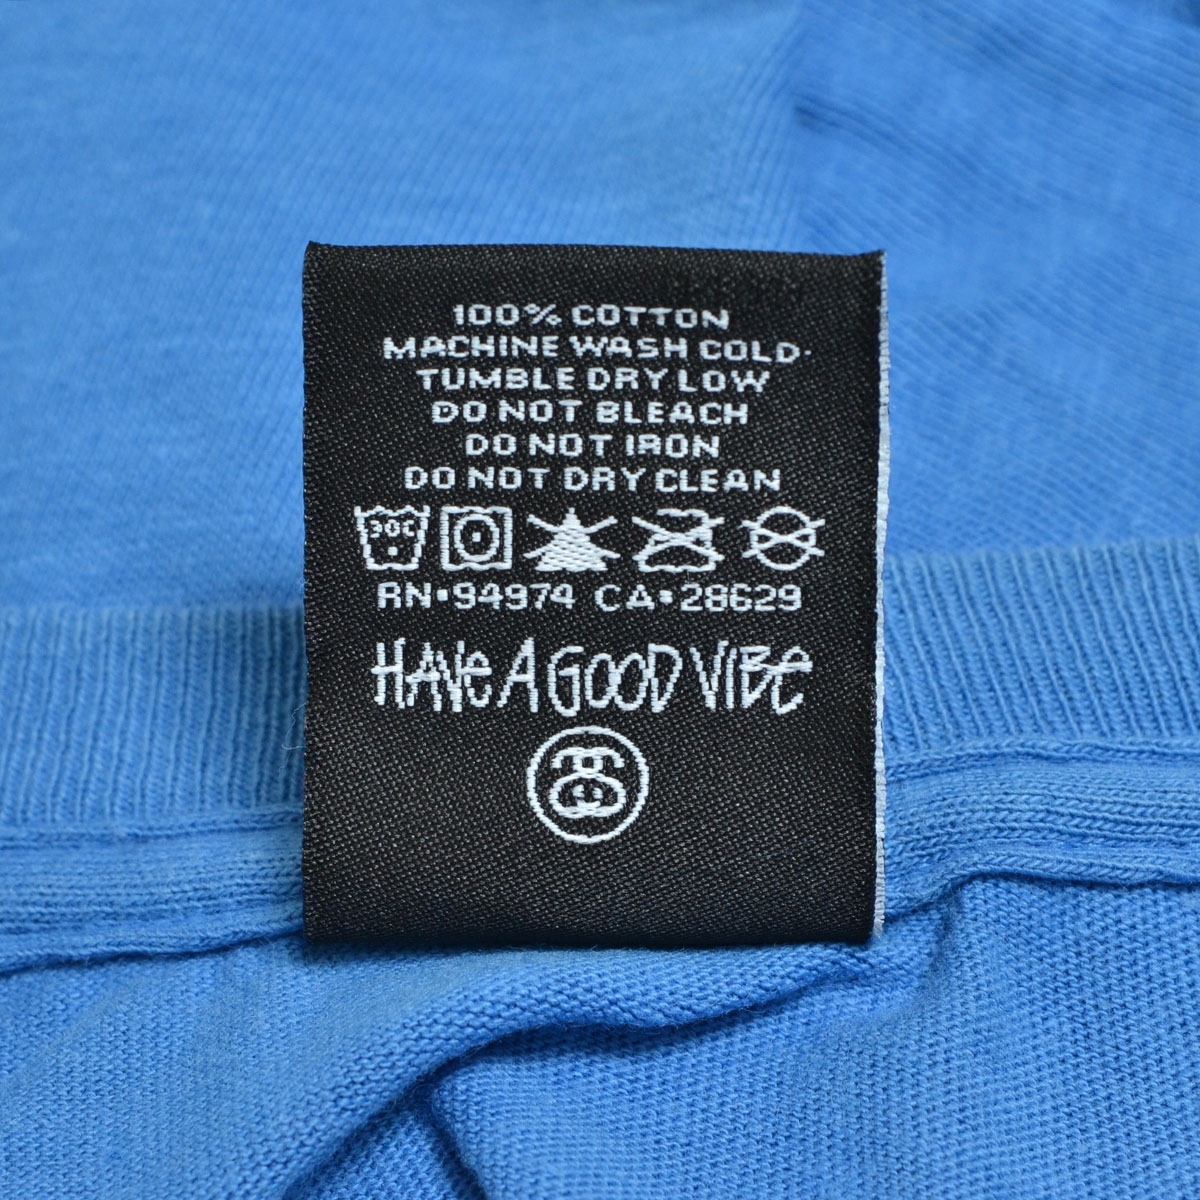 100% COTTON
MACHINE WASH COLD
TUMBLE DRY LOW
DO NOT BLEACH
DO NOT IRON
DO NOT DRY CLEAN
30C
RN•94974 CA•28629
HAVE A GOOD VIBE